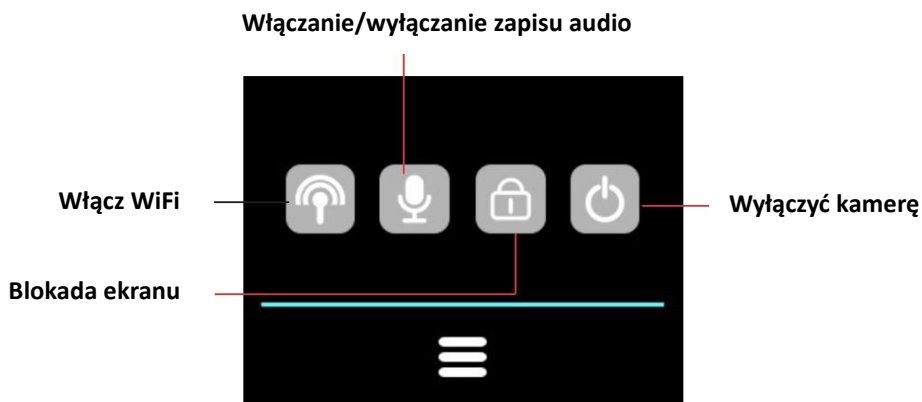 Włączanie/wyłączanie zapisu audio
Włącz WiFi
Wyłączyć kamerę
Blokada ekranu